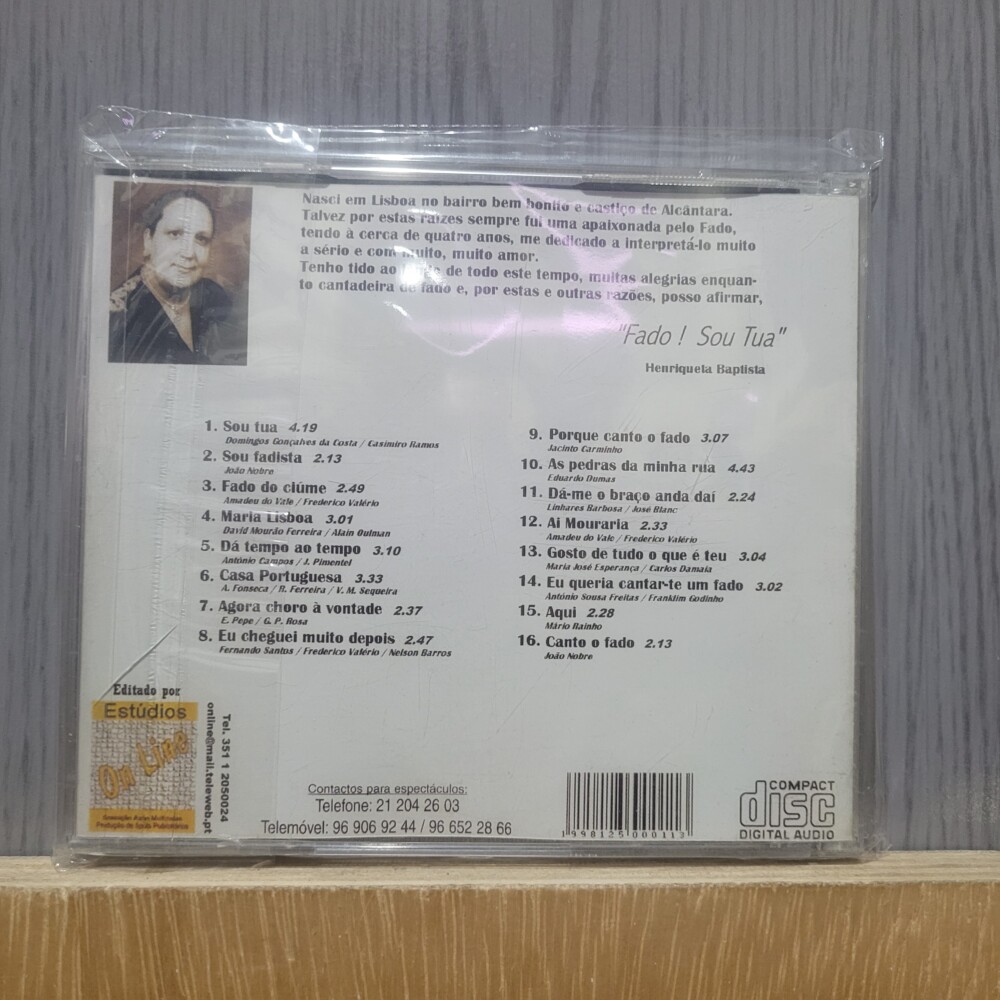 Nasci em Lisboa no bairro bem bonito e castiço de Alcântara.
Talvez por estas raízes sempre fui uma apaixonada pelo Fado,
tendo à cerca de quatro anos, me dedicado a interpretá-lo muito
a sério e com muito, muito amor.
Tenho tido ao de todo este tempo, muitas alegrias enquan-
to cantadeira de fado e, por estas e outras razões, posso afirmar,
"Fado ! Sou Tua"
Henriqueta Baptista
1. Sou tua 4.19
Domingos Gonçalves da Costa / Casimiro Ramos
2. Sou fadista 2.13
João Nobre
3. Fado do ciúme 2.49
Amadeu do Vale / Frederico Valério
4. Maria Lisboa 3.01
David Mourão Ferreira / Alain Oulman
5. Dá tempo ao tempo 3.10
António Campos / J. Pimentel
6. Casa Portuguesa 3.33
A. Fonseca / R. Ferreira / V. M. Sequeira
7. Agora choro à vontade 2.37
E. Pepe / G. P. Rosa
8. Eu cheguei muito depois 2.47
Fernando Santos / Frederico Valério / Nelson Barros
9. Porque canto o fado 3.07
Jacinto Carminho
10. As pedras da minha rua 4.43
Eduardo Dumas
11. Dá-me o braço anda daí 2.24
Linhares Barbosa / José Blanc
12. Ai Mouraria 2.33
Amadeu do Vale / Frederico Valério
13. Gosto de tudo o que é teu 3.04
Maria José Esperança / Carlos Damaia
14. Eu queria cantar-te um fado 3.02
António Sousa Freitas / Franklim Godinho
15. Aqui 2.28
Mário Rainho
16. Canto o fado 2.13
João Nobre
Editado por
Estúdios
On Line
Tel. 351 1 2050024
online@mail.teleweb.pt
Contactos para espectáculos:
Telefone: 21 204 26 03
Telemóvel: 96 906 92 44 / 96 652 28 66
1 998125 000113
COMPACT
disc
DIGITAL AUDIO